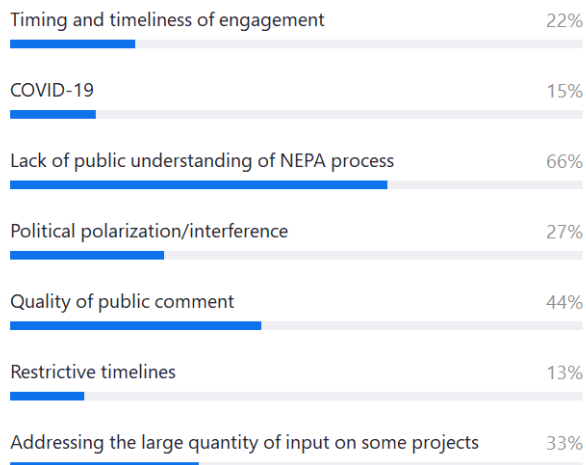 Timing and timeliness of engagement 22%
COVID-19 15%
Lack of public understanding of NEPA process 66%
Political polarization/interference 27%
Quality of public comment 44%
Restrictive timelines 13%
Addressing the large quantity of input on some projects 33%